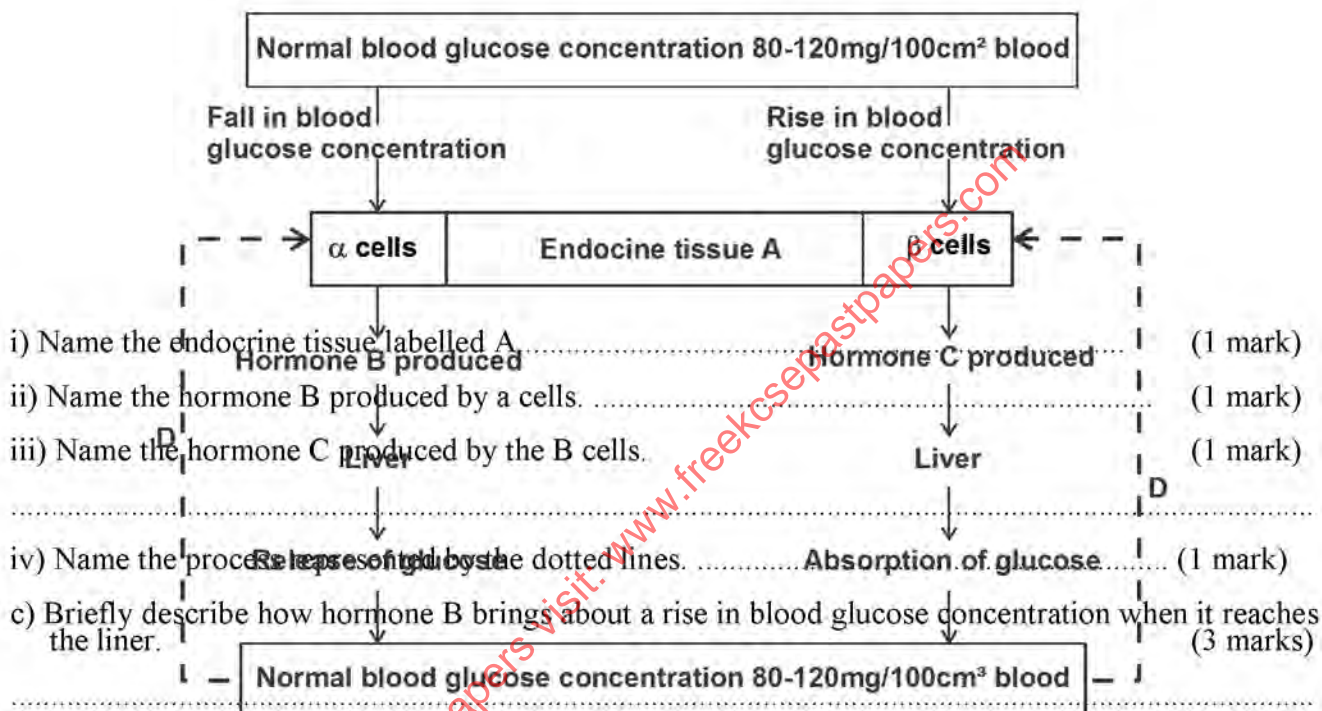 Normal blood glucose concentration 80-120mg/100cm² blood
Fall in blood
glucose concentration
Rise in blood
glucose concentration
α cells
Endocine tissue A
β cells
i) Name the endocrine tissue labelled A (1 mark)
Hormone B produced
Hormone C produced
ii) Name the hormone B produced by a cells. (1 mark)
iii) Name the hormone C produced by the B cells. (1 mark)
D
Liver
Liver
D
iv) Name the process represented by the dotted lines. (1 mark)
Release of glucose
Absorption of glucose
c) Briefly describe how hormone B brings about a rise in blood glucose concentration when it reaches
the liner. (3 marks)
Normal blood glucose concentration 80-120mg/100cm³ blood
apers visit: www.freekcsepastpapers.com